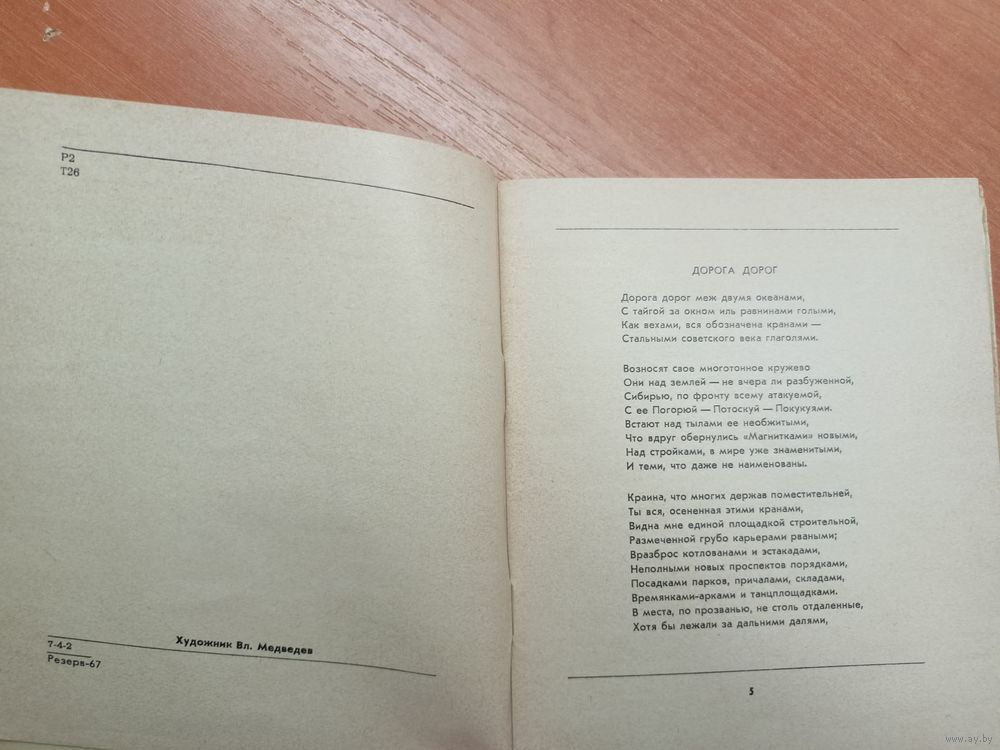 Р2
Т26
Художник Вл. Медведев
7-4-2
Резерв-67
ДОРОГА ДОРОГ
Дорога дорог меж двумя океанами,
С тайгой за окном иль равнинами голыми,
Как вехами, вся обозначена кранами —
Стальными советского века глаголями.
Возносят свое многотонное кружево
Они над землей — не вчера ли разбуженной,
Сибирью, по фронту всему атакуемой,
С ее Погорюй — Потоскуй — Покукуями.
Встают над тылами ее необжитыми,
Что вдруг обернулись «Магнитками» новыми,
Над стройками, в мире уже знаменитыми,
И теми, что даже не наименованы.
Краина, что многих держав поместительней,
Ты вся, осененная этими кранами,
Видна мне единой площадкой строительной,
Размеченной грубо карьерами рваными;
Вразброс котлованами и эстакадами,
Неполными новых проспектов порядками,
Посадками парков, причалами, складами,
Времянками-арками и танцплощадками.
В места, по прозванью, не столь отдаленные,
Хотя бы лежали за дальними далями,
5
www.ay.by